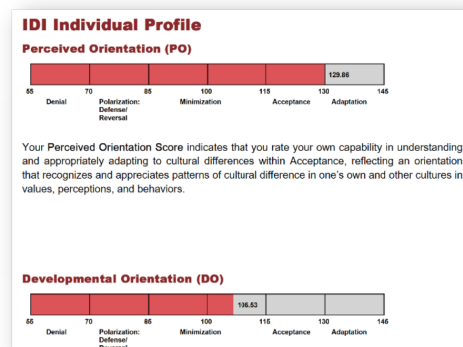 IDI Individual Profile
Perceived Orientation (PO)
129.86
55 70 85 100 115 130 145
Denial Polarization: Minimization Acceptance Adaptation
Defense/
Reversal
Your Perceived Orientation Score indicates that you rate your own capability in understanding
and appropriately adapting to cultural differences within Acceptance, reflecting an orientation
that recognizes and appreciates patterns of cultural difference in one's own and other cultures in
values, perceptions, and behaviors.
Developmental Orientation (DO)
106.53
55 70 85 100 115 130 145
Denial Polarization: Minimization Acceptance Adaptation
Defense/
Reversal